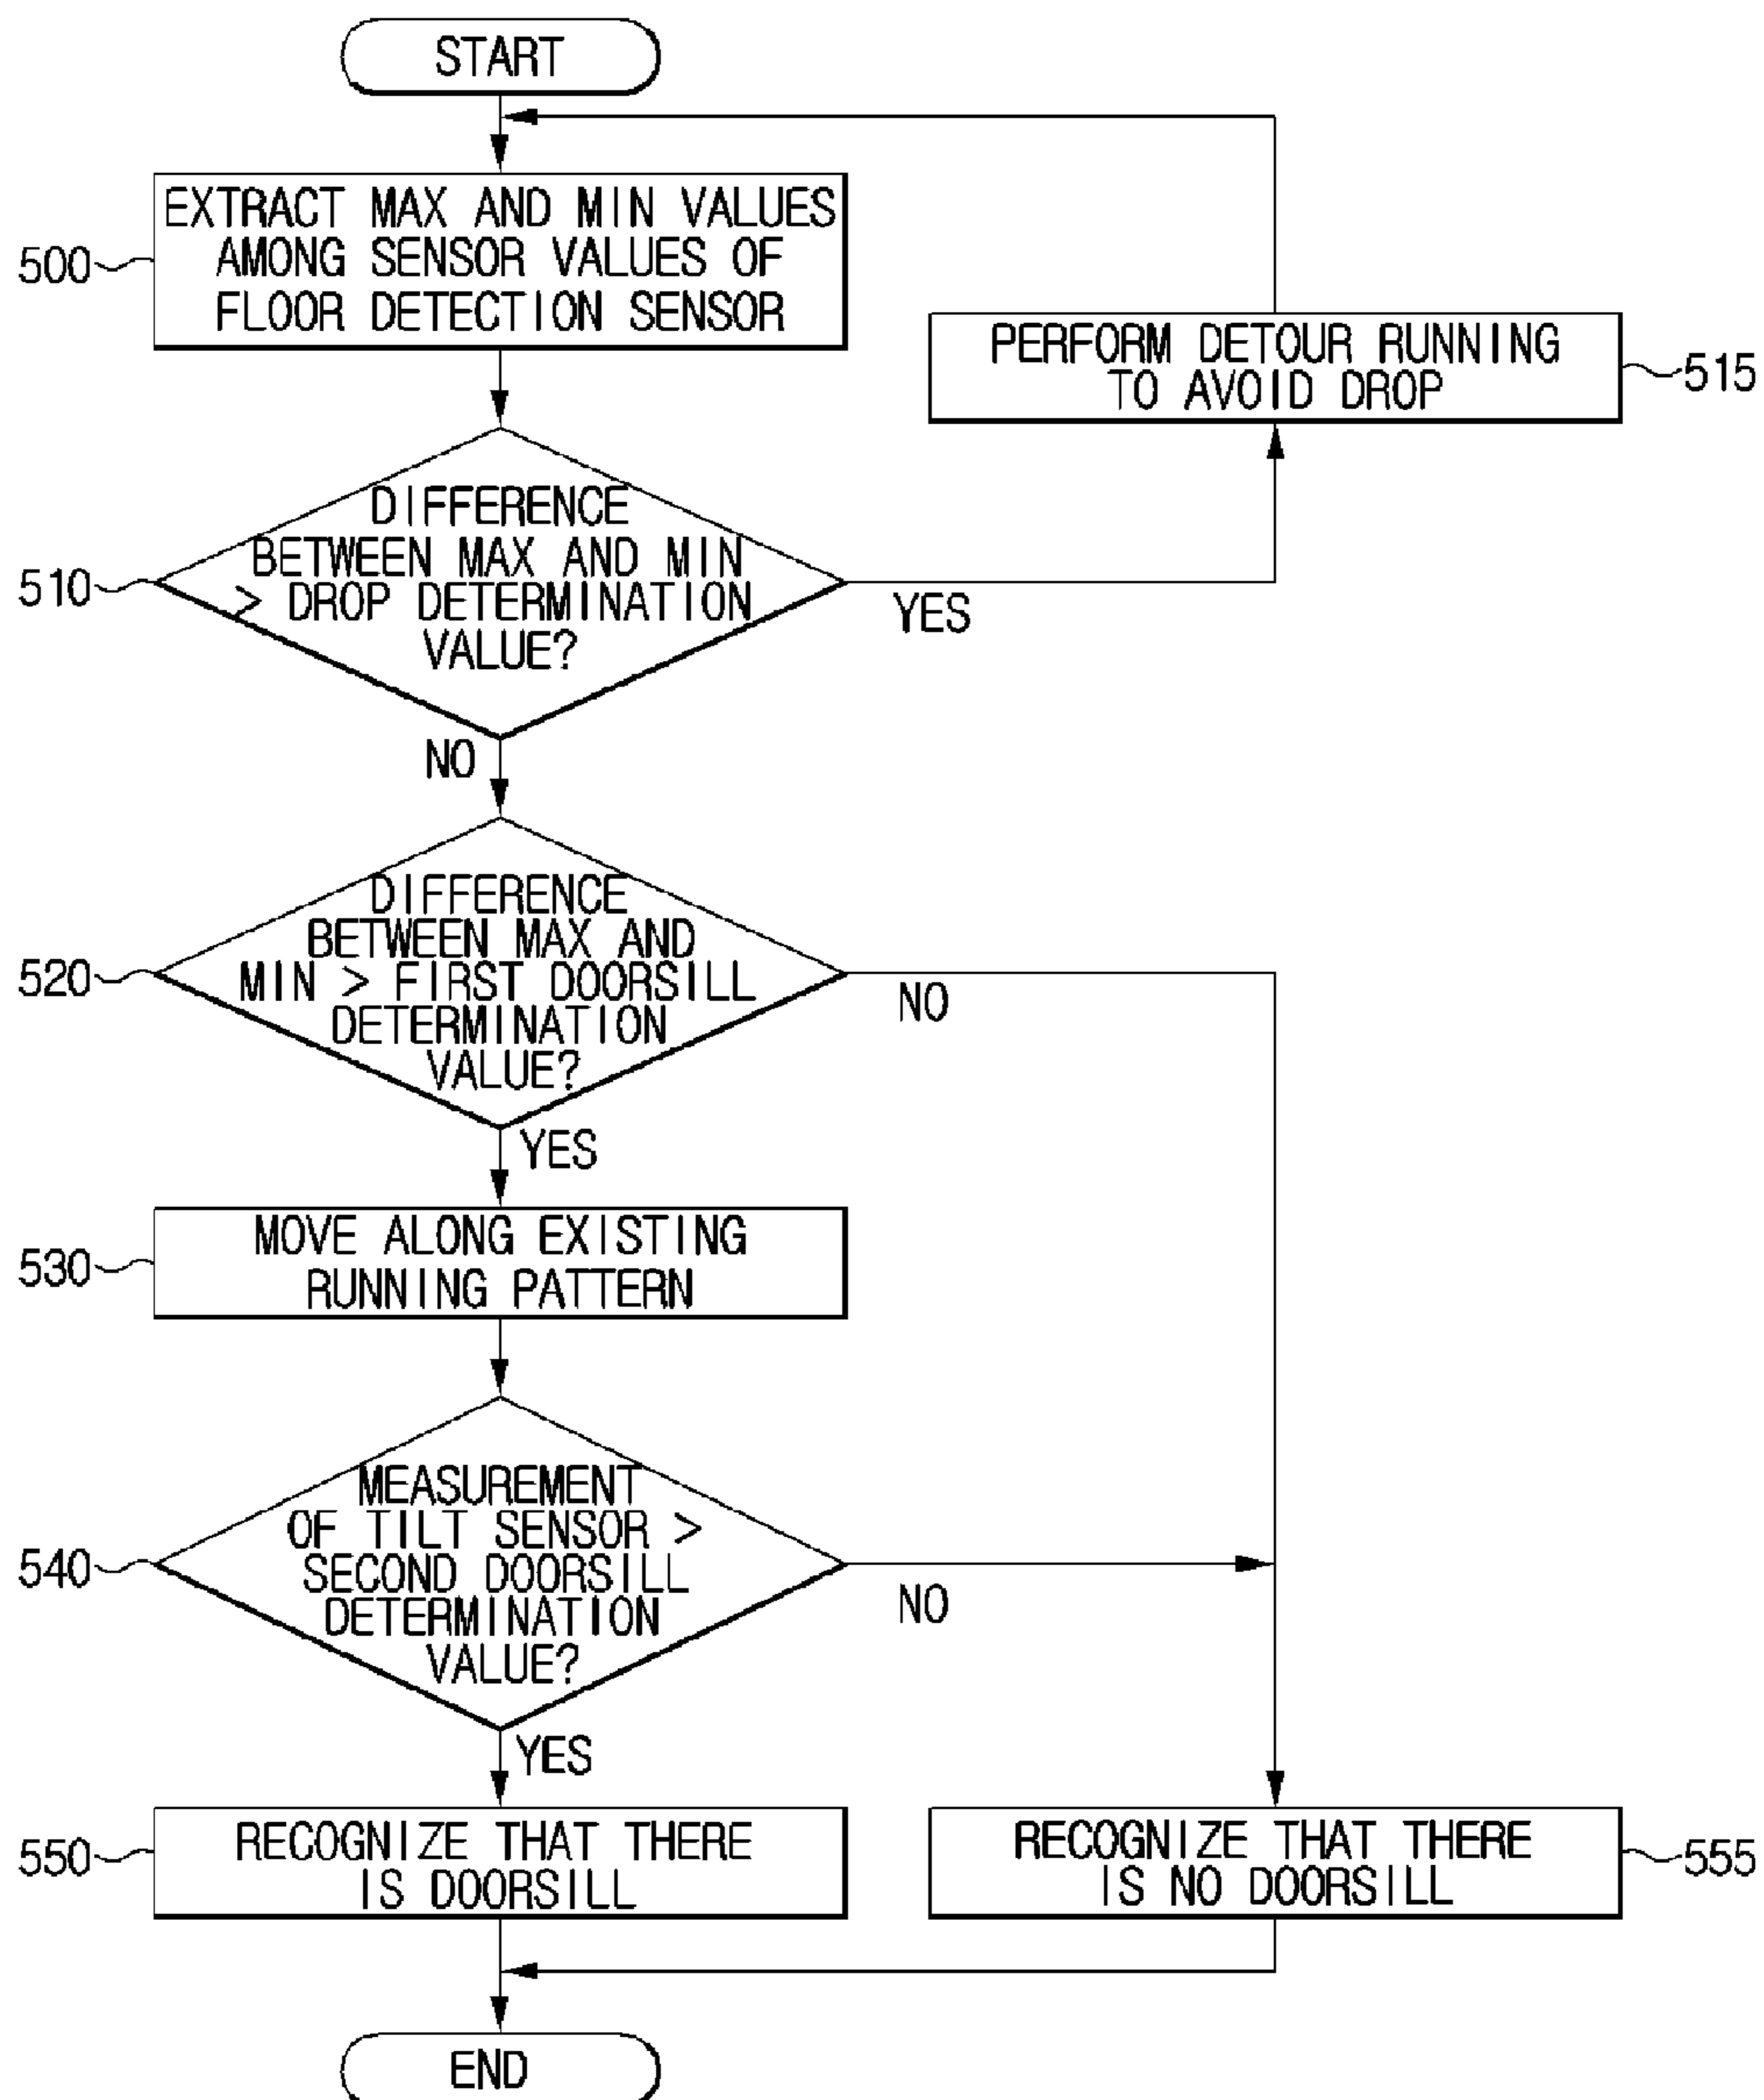 START
EXTRACT MAX AND MIN VALUES
AMONG SENSOR VALUES OF
FLOOR DETECTION SENSOR
500
PERFORM DETOUR RUNNING
TO AVOID DROP
515
DIFFERENCE
BETWEEN MAX AND MIN
> DROP DETERMINATION
VALUE?
510
YES
NO
DIFFERENCE
BETWEEN MAX AND
MIN > FIRST DOORSILL
DETERMINATION
VALUE?
520
NO
YES
MOVE ALONG EXISTING
RUNNING PATTERN
530
MEASUREMENT
OF TILT SENSOR >
SECOND DOORSILL
DETERMINATION
VALUE?
540
NO
YES
RECOGNIZE THAT THERE
IS DOORSILL
550
RECOGNIZE THAT THERE
IS NO DOORSILL
555
END